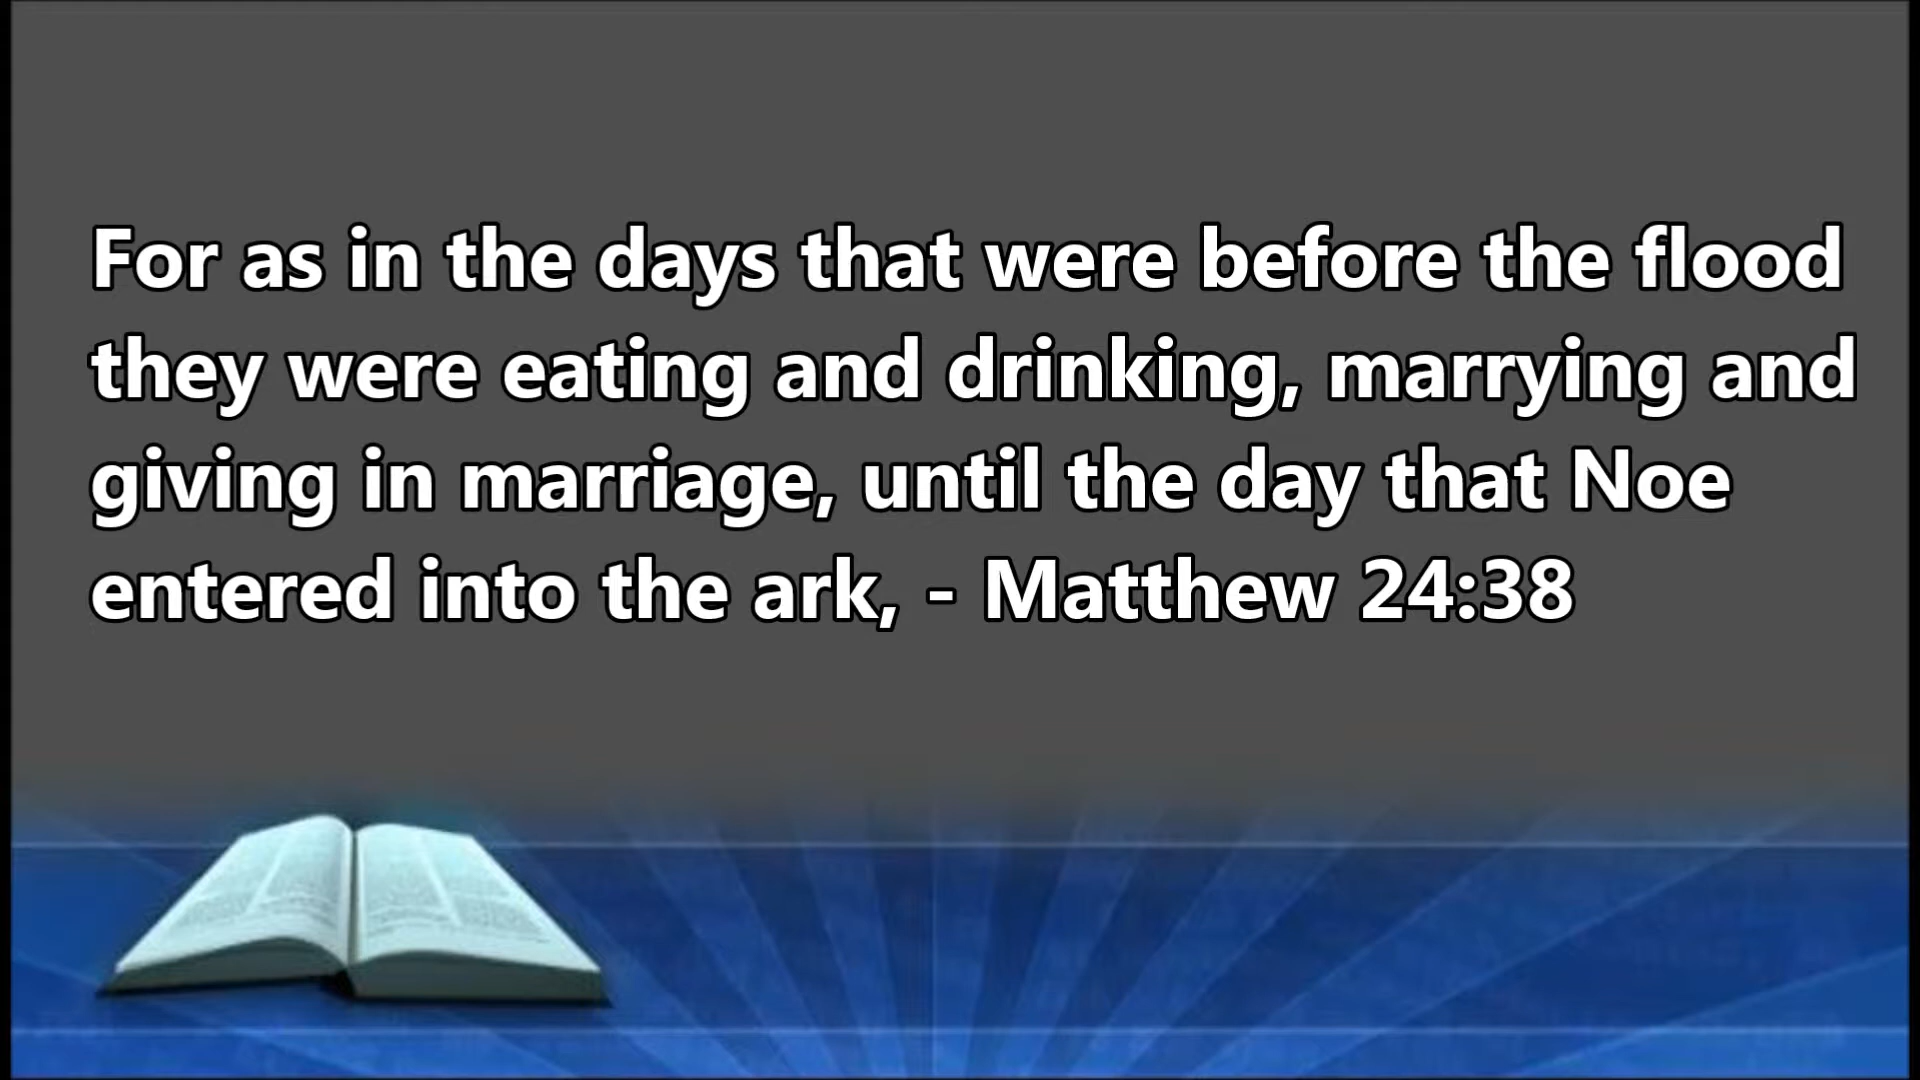 For as in the days that were before the flood
they were eating and drinking, marrying and
giving in marriage, until the day that Noe
entered into the ark, - Matthew 24:38